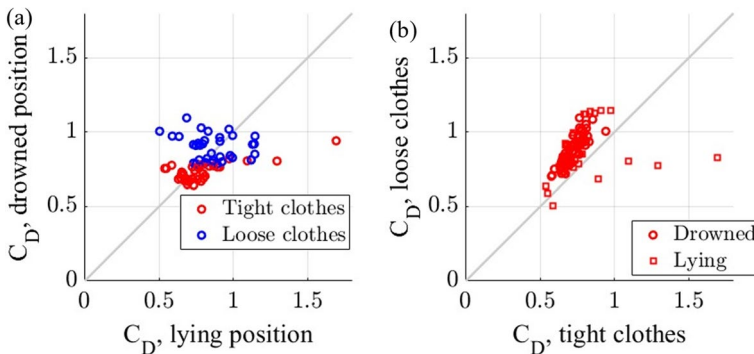 (a)
C_D, drowned position
1.5
1
0.5
0
0 0.5 1 1.5
C_D, lying position
Tight clothes
Loose clothes
(b)
C_D, loose clothes
1.5
1
0.5
0
0 0.5 1 1.5
C_D, tight clothes
Drowned
Lying